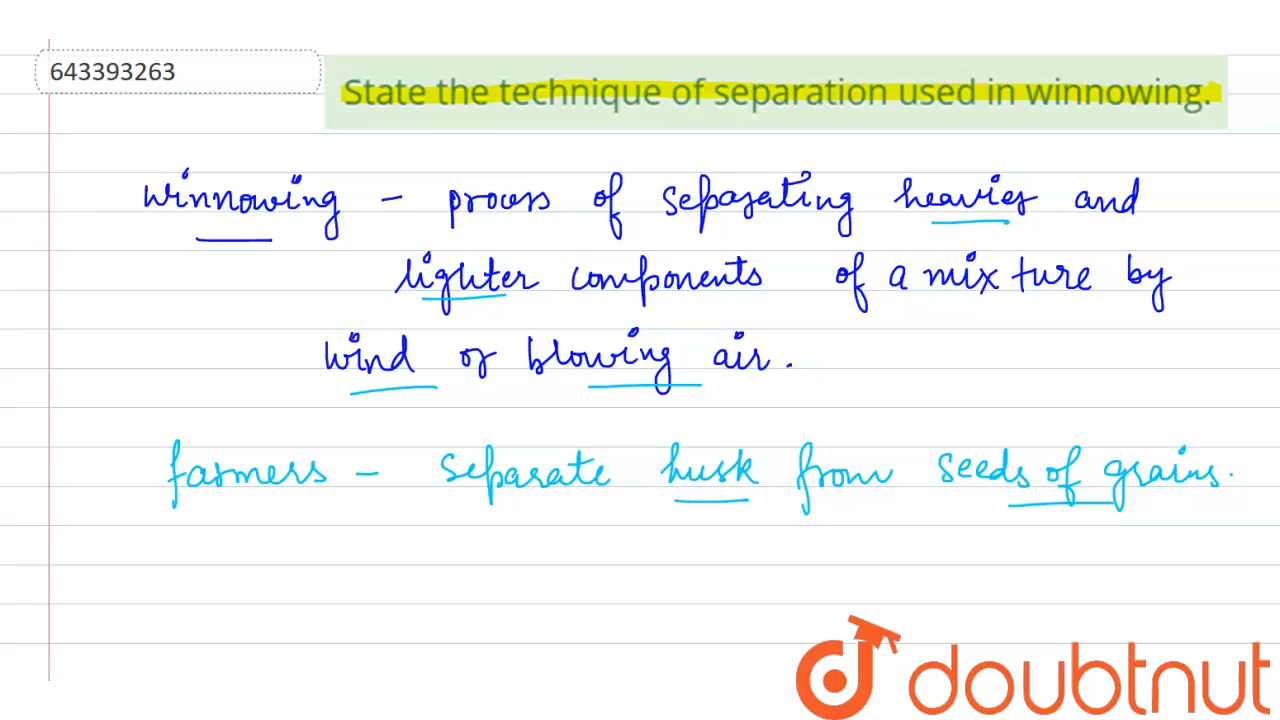 643393263
State the technique of separation used in winnowing.
Winnowing - process of separating heavier and
lighter components of a mixture by
wind or blowing air.
farmers - separate husk from seeds of grains.
doubtnut